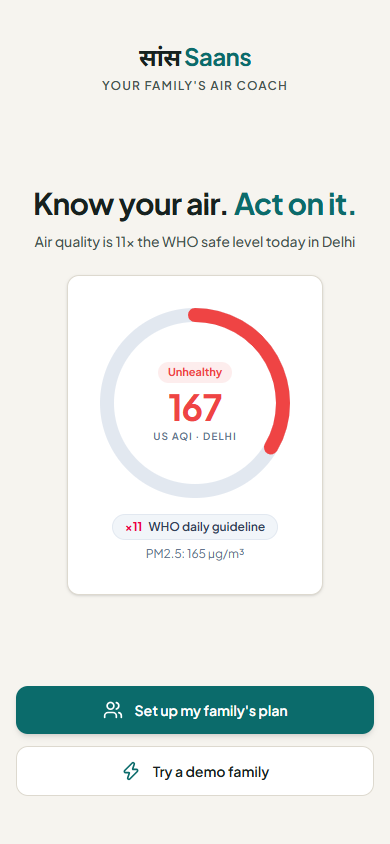 सांस Saans
YOUR FAMILY'S AIR COACH
Know your air. Act on it.
Air quality is 11× the WHO safe level today in Delhi
Unhealthy
167
US AQI · DELHI
×11 WHO daily guideline
PM2.5: 165 µg/m³
Set up my family's plan
Try a demo family